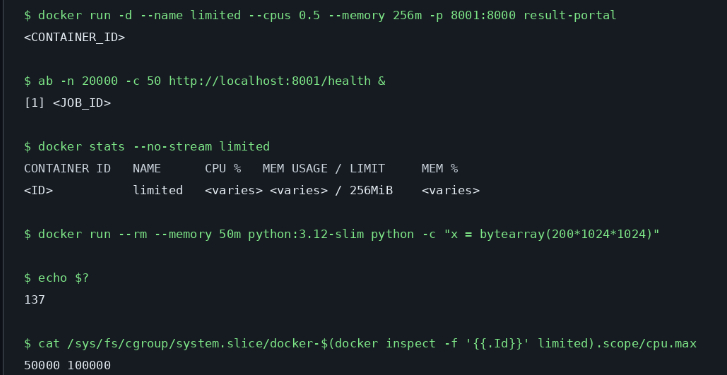 $ docker run -d --name limited --cpus 0.5 --memory 256m -p 8001:8000 result-portal
<CONTAINER_ID>
$ ab -n 20000 -c 50 http://localhost:8001/health &
[1] <JOB_ID>
$ docker stats --no-stream limited
CONTAINER ID   NAME      CPU %   MEM USAGE / LIMIT     MEM %
<ID>           limited   <varies> <varies> / 256MiB    <varies>
$ docker run --rm --memory 50m python:3.12-slim python -c "x = bytearray(200*1024*1024)"
$ echo $?
137
$ cat /sys/fs/cgroup/system.slice/docker-$(docker inspect -f '{{.Id}}' limited).scope/cpu.max
50000 100000